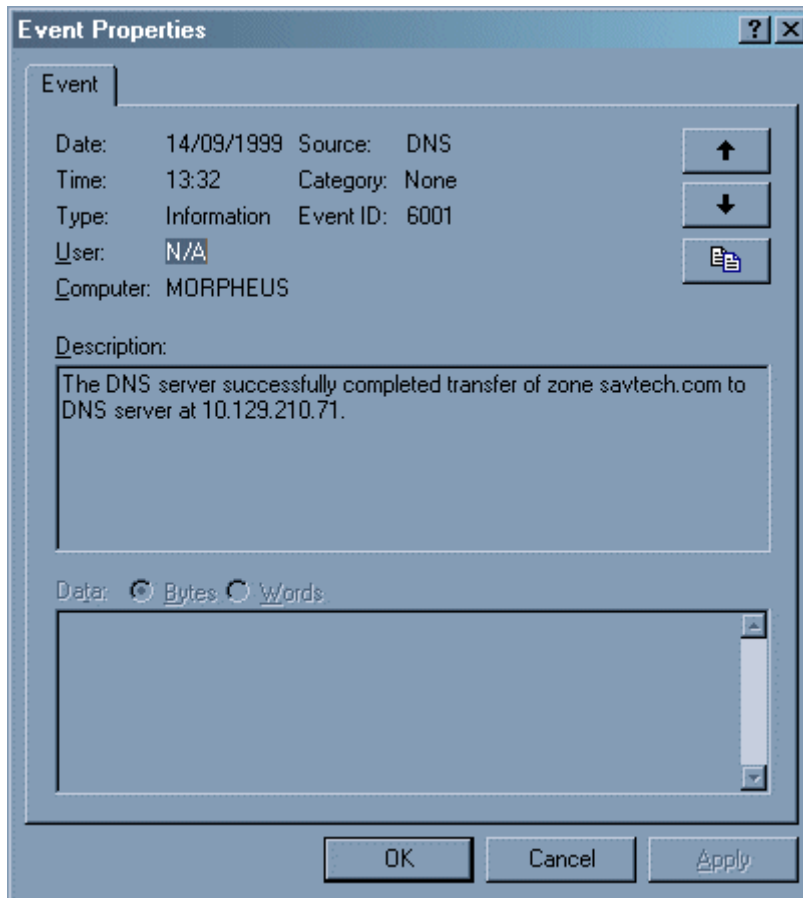 Event Properties
Event
Date: 14/09/1999 Source: DNS
Time: 13:32 Category: None
Type: Information Event ID: 6001
User: N/A
Computer: MORPHEUS
Description:
The DNS server successfully completed transfer of zone savtech.com to
DNS server at 10.129.210.71.
Data: Bytes Words
OK Cancel Apply